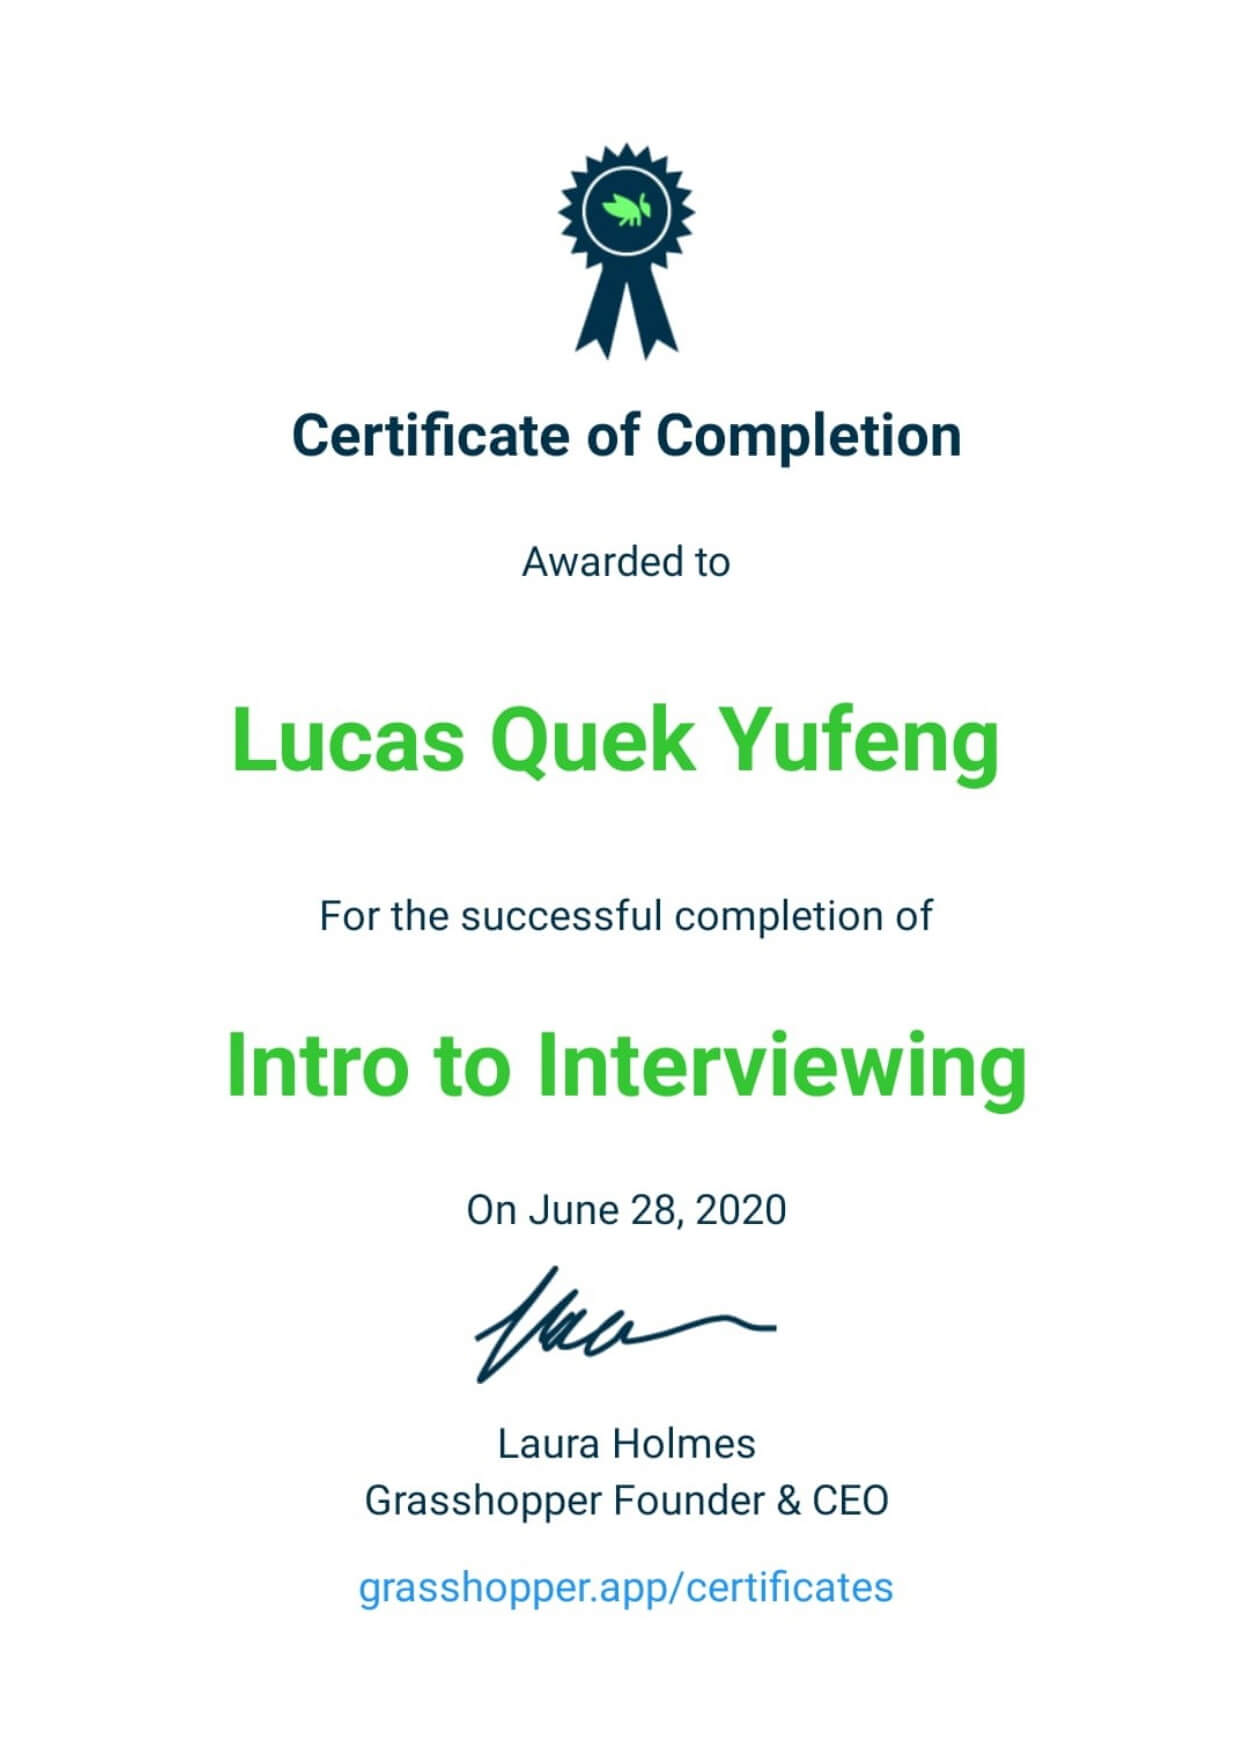 Certificate of Completion
Awarded to
Lucas Quek Yufeng
For the successful completion of
Intro to Interviewing
On June 28, 2020
Laura Holmes
Grasshopper Founder & CEO
grasshopper.app/certificates